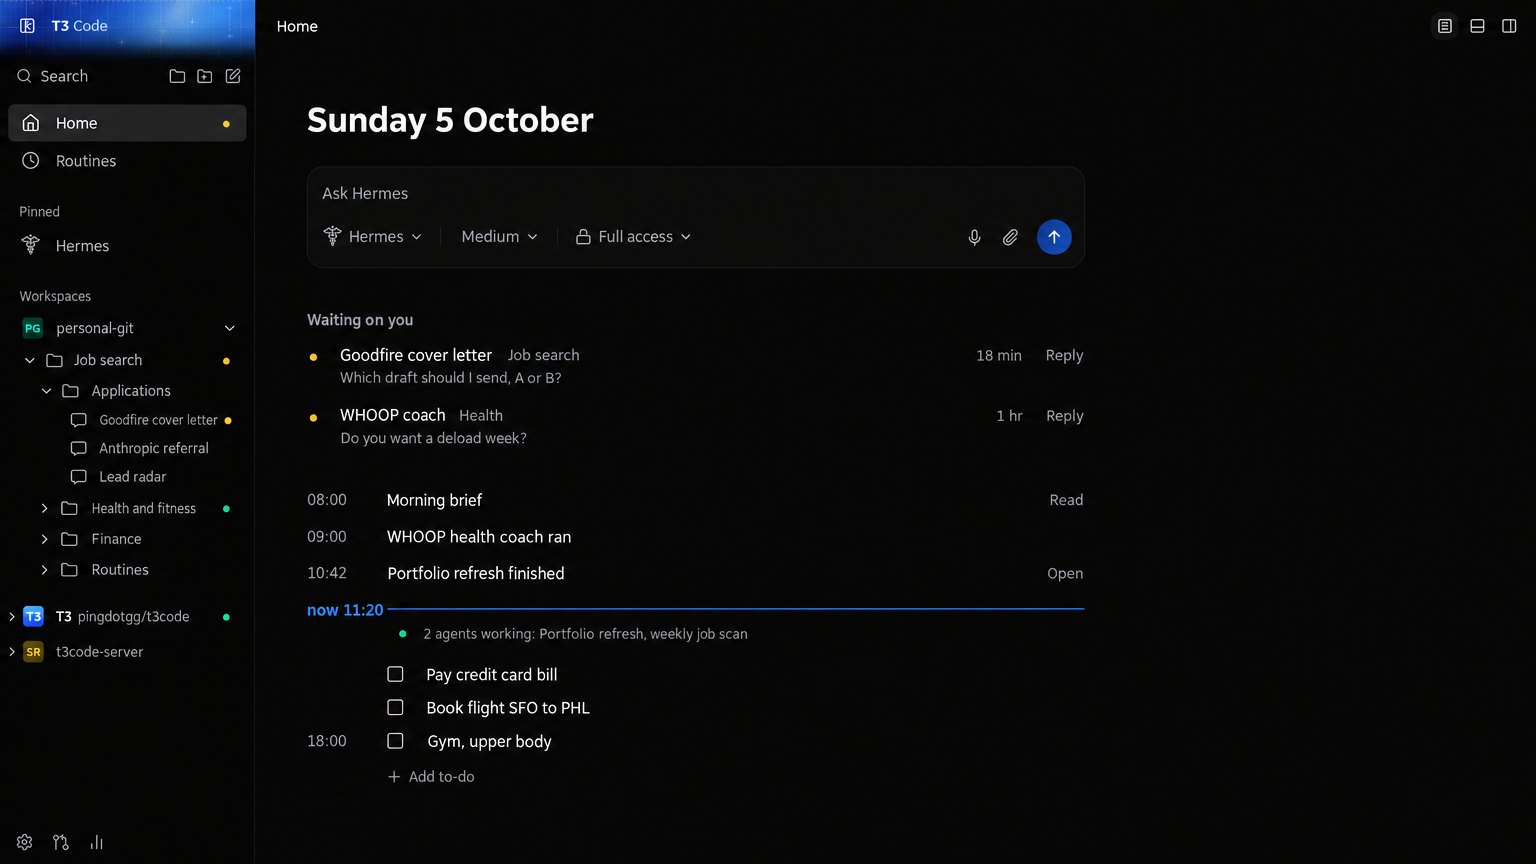 T3 Code
Home
Search
Home
Routines
Pinned
Hermes
Workspaces
PG personal-git
Job search
Applications
Goodfire cover letter
Anthropic referral
Lead radar
Health and fitness
Finance
Routines
T3 T3 pingdotgg/t3code
SR t3code-server
Sunday 5 October
Ask Hermes
Hermes Medium Full access
Waiting on you
Goodfire cover letter Job search 18 min Reply
Which draft should I send, A or B?
WHOOP coach Health 1 hr Reply
Do you want a deload week?
08:00 Morning brief Read
09:00 WHOOP health coach ran
10:42 Portfolio refresh finished Open
now 11:20
2 agents working: Portfolio refresh, weekly job scan
Pay credit card bill
Book flight SFO to PHL
18:00 Gym, upper body
+ Add to-do